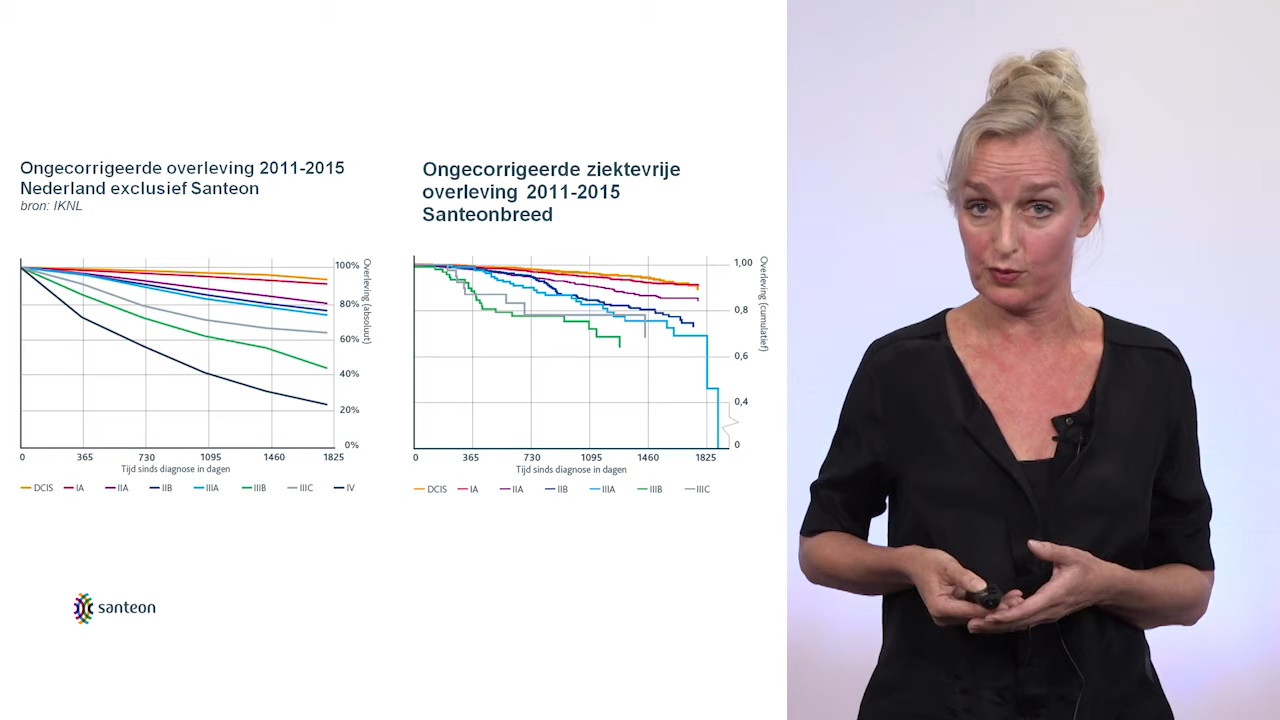 Ongecorrigeerde overleving 2011-2015
Nederland exclusief Santeon
bron: IKNL
100%
80%
60%
40%
20%
0%
Overleving (absoluut)
0 365 730 1095 1460 1825
Tijd sinds diagnose in dagen
DCIS IA IIA IIB IIIA IIIB IIIC IV
Ongecorrigeerde ziektevrije
overleving 2011-2015
Santeonbreed
1,00
0,8
0,6
0,4
0
Overleving (cumulatief)
0 365 730 1095 1460 1825
Tijd sinds diagnose in dagen
DCIS IA IIA IIB IIIA IIIB IIIC
santeon